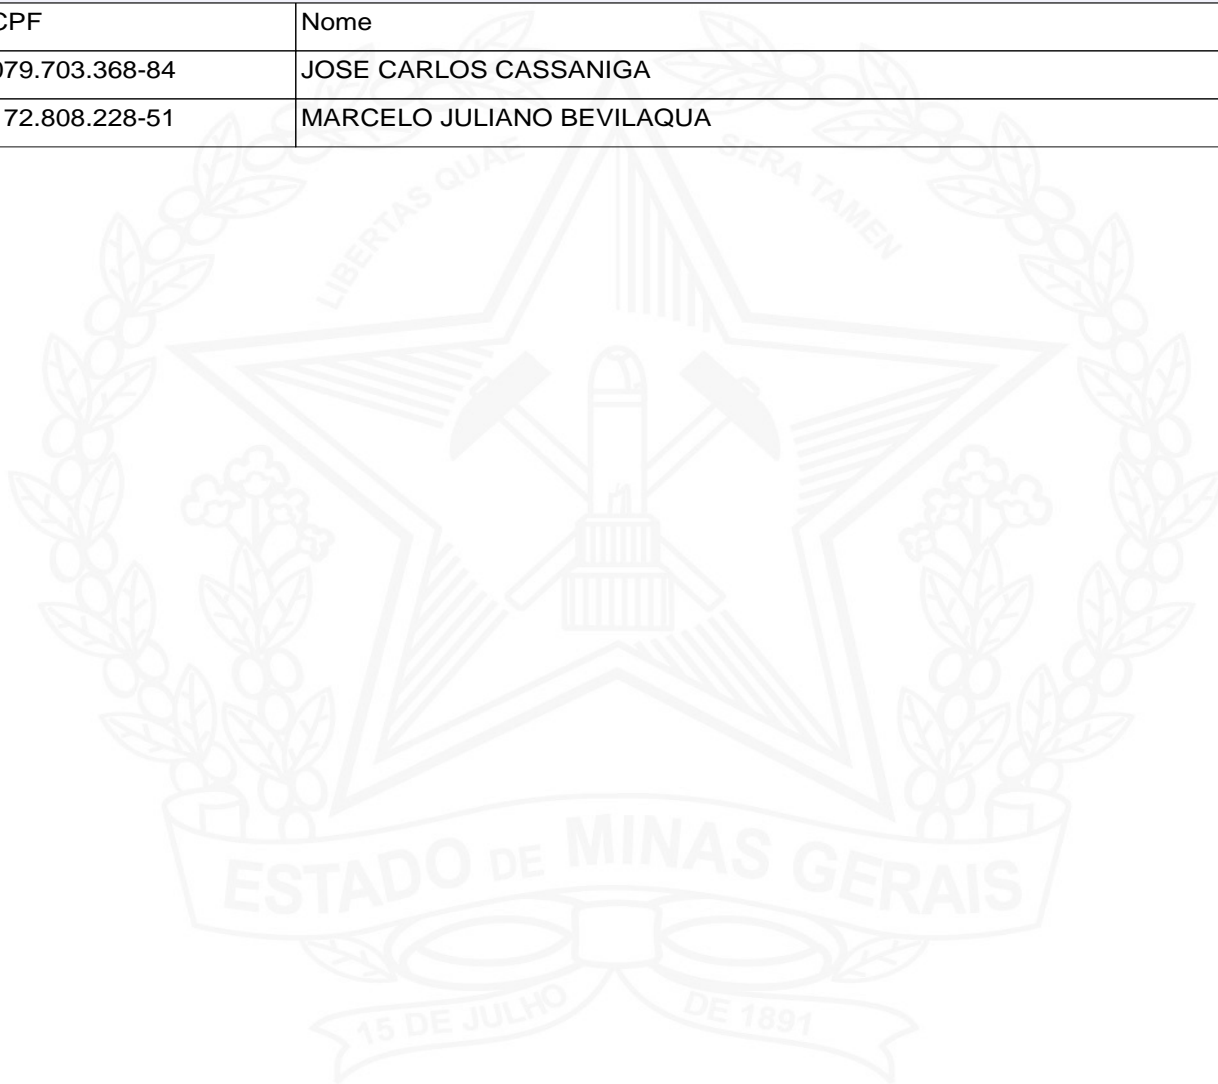 CPF Nome
079.703.368-84 JOSE CARLOS CASSANIGA
172.808.228-51 MARCELO JULIANO BEVILAQUA
LIBERTAS QUAE SERA TAMEN
ESTADO DE MINAS GERAIS
15 DE JULHO DE 1891